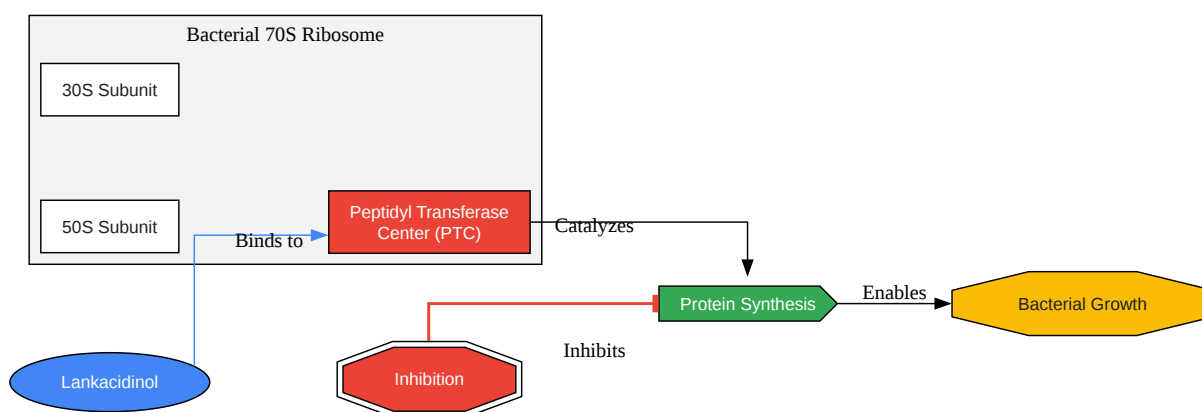 Bacterial 70S Ribosome
30S Subunit
50S Subunit
Peptidyl Transferase
Center (PTC)
Binds to
Catalyzes
Protein Synthesis
Enables
Bacterial Growth
Inhibits
Lankacidinol
Inhibition